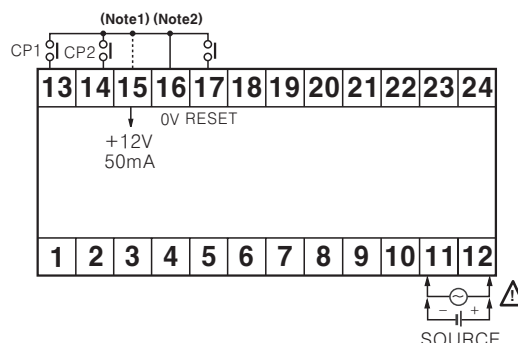 (Note1) (Note2)
CP1 CP2
13 14 15 16 17 18 19 20 21 22 23 24
0V RESET
+12V
50mA
1 2 3 4 5 6 7 8 9 10 11 12
− +
SOURCE